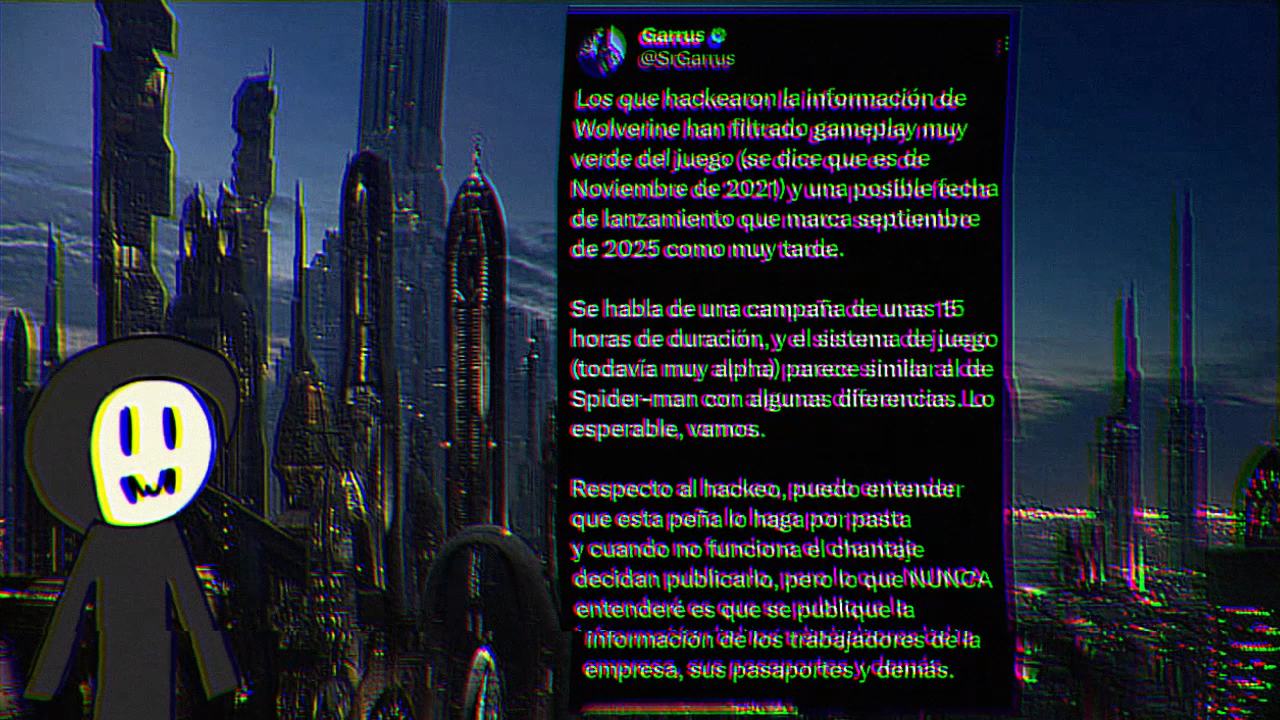 Garrus
@SrGarrus
Los que hackearon la información de
Wolverine han filtrado gameplay muy
verde del juego (se dice que es de
Noviembre de 2021) y una posible fecha
de lanzamiento que marca septiembre
de 2025 como muy tarde.
Se habla de una campaña de unas 15
horas de duración, y el sistema de juego
(todavía muy alpha) parece similar al de
Spider-man con algunas diferencias. Lo
esperable, vamos.
Respecto al hackeo, puedo entender
que esta peña lo haga por pasta
y cuando no funciona el chantaje
decidan publicarlo, pero lo que NUNCA
entenderé es que se publique la
información de los trabajadores de la
empresa, sus pasaportes y demás.